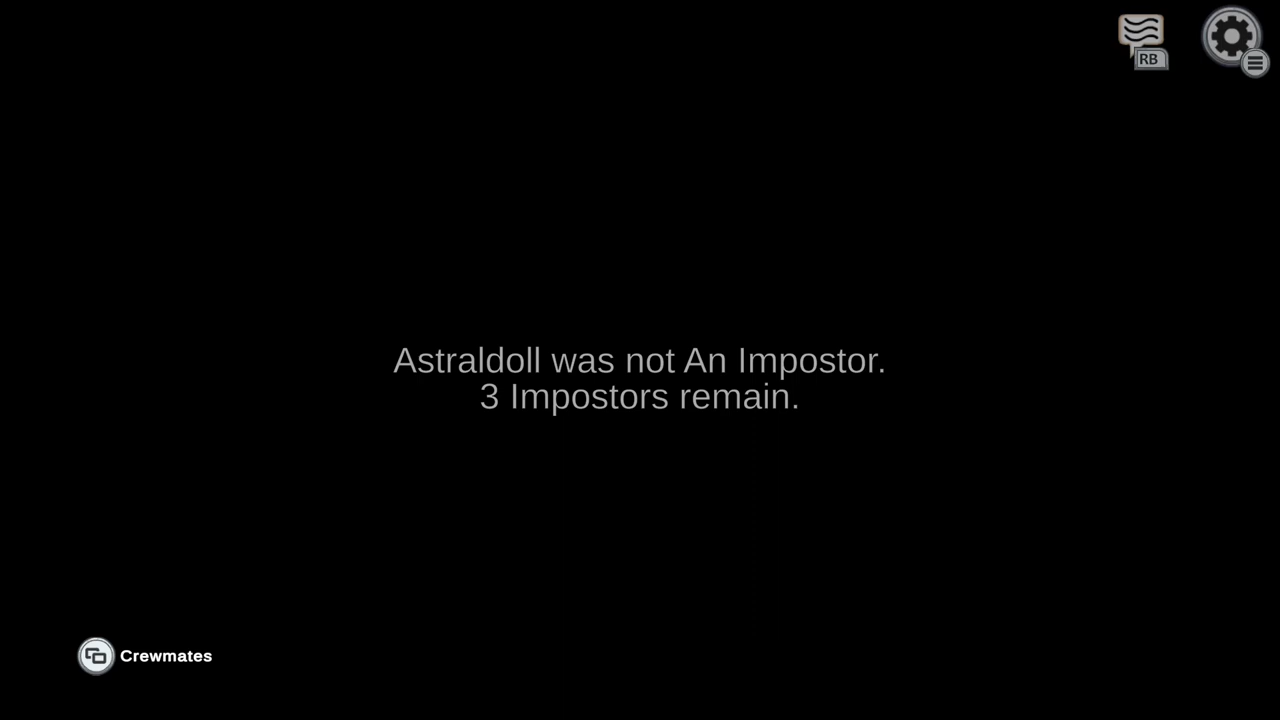 RB
Astraldoll was not An Impostor.
3 Impostors remain.
Crewmates